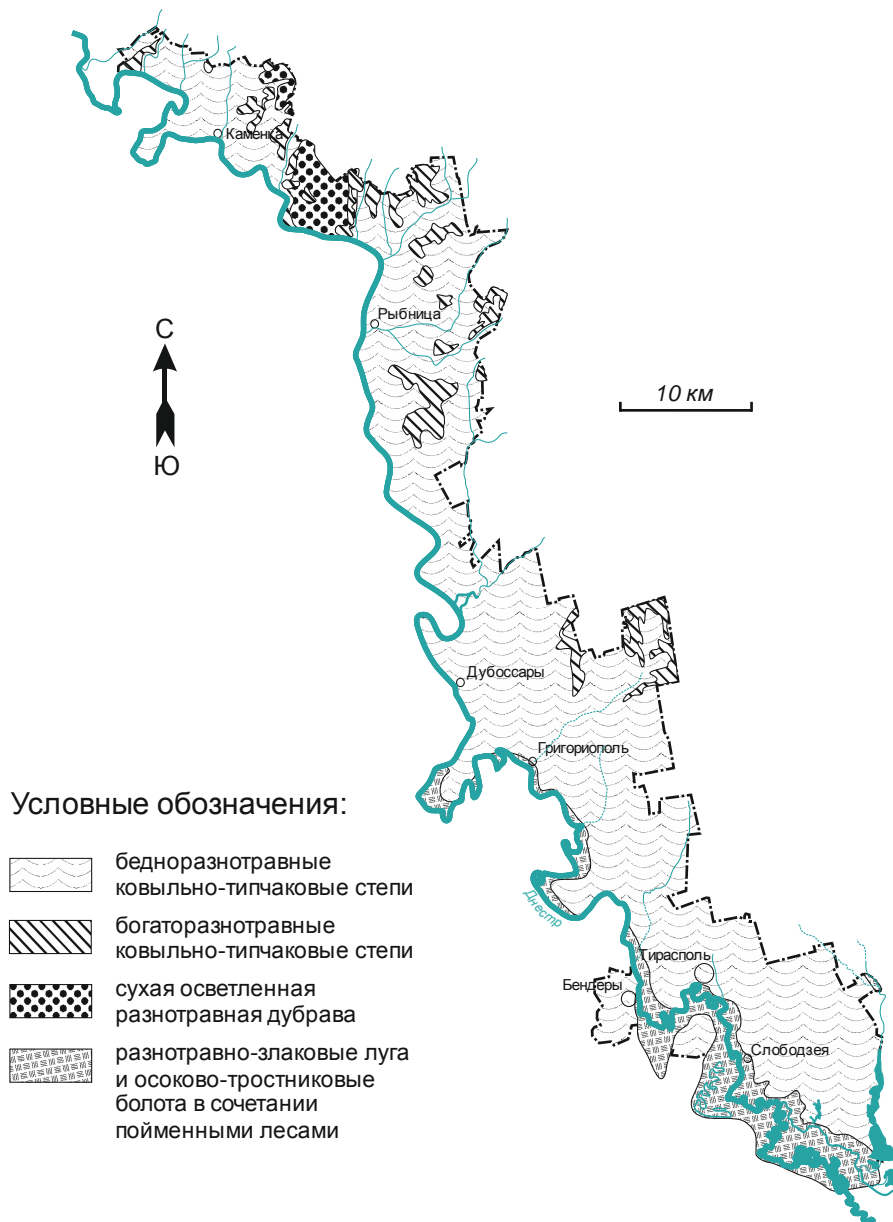 Каменка
Рыбница
С
Ю
10 км
Дубоссары
Григориополь
Днестр
Тирасполь
Бендеры
Слободзея
Условные обозначения:
бедноразнотравные
ковыльно-типчаковые степи
богаторазнотравные
ковыльно-типчаковые степи
сухая осветленная
разнотравная дубрава
разнотравно-злаковые луга
и осоково-тростниковые
болота в сочетании
пойменными лесами